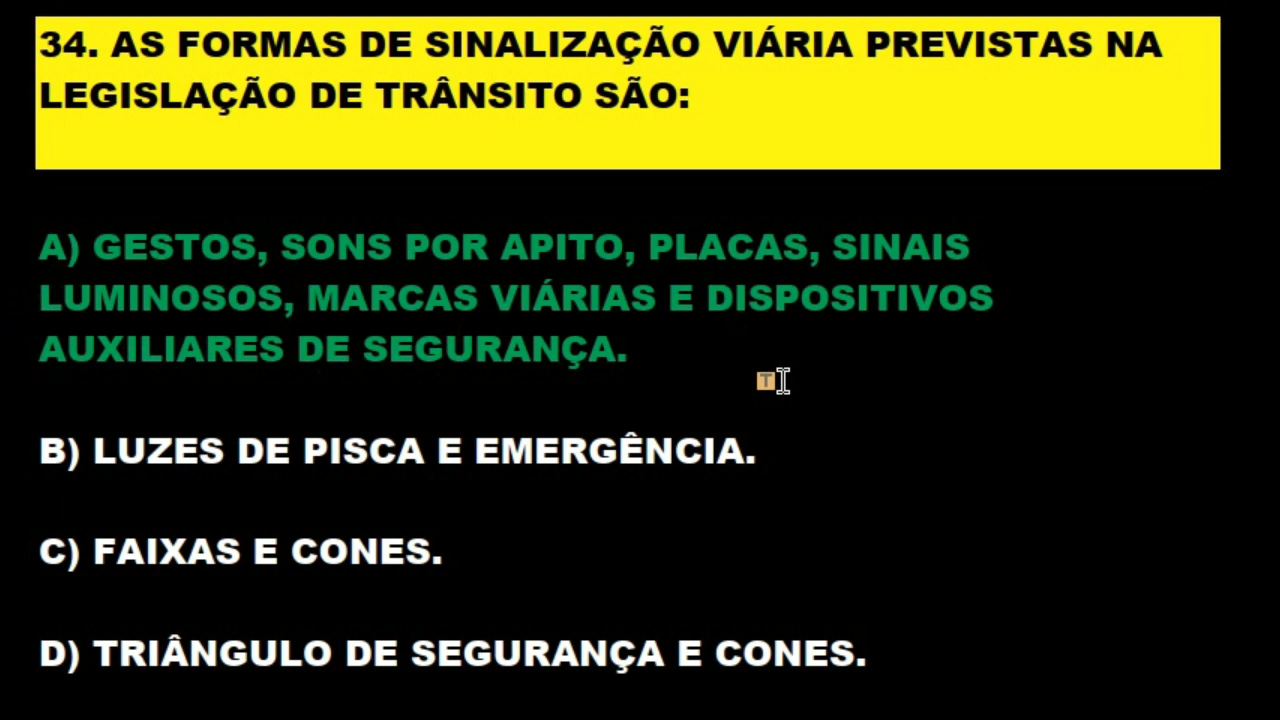 34. AS FORMAS DE SINALIZAÇÃO VIÁRIA PREVISTAS NA
LEGISLAÇÃO DE TRÂNSITO SÃO:
A) GESTOS, SONS POR APITO, PLACAS, SINAIS
LUMINOSOS, MARCAS VIÁRIAS E DISPOSITIVOS
AUXILIARES DE SEGURANÇA.
T
B) LUZES DE PISCA E EMERGÊNCIA.
C) FAIXAS E CONES.
D) TRIÂNGULO DE SEGURANÇA E CONES.